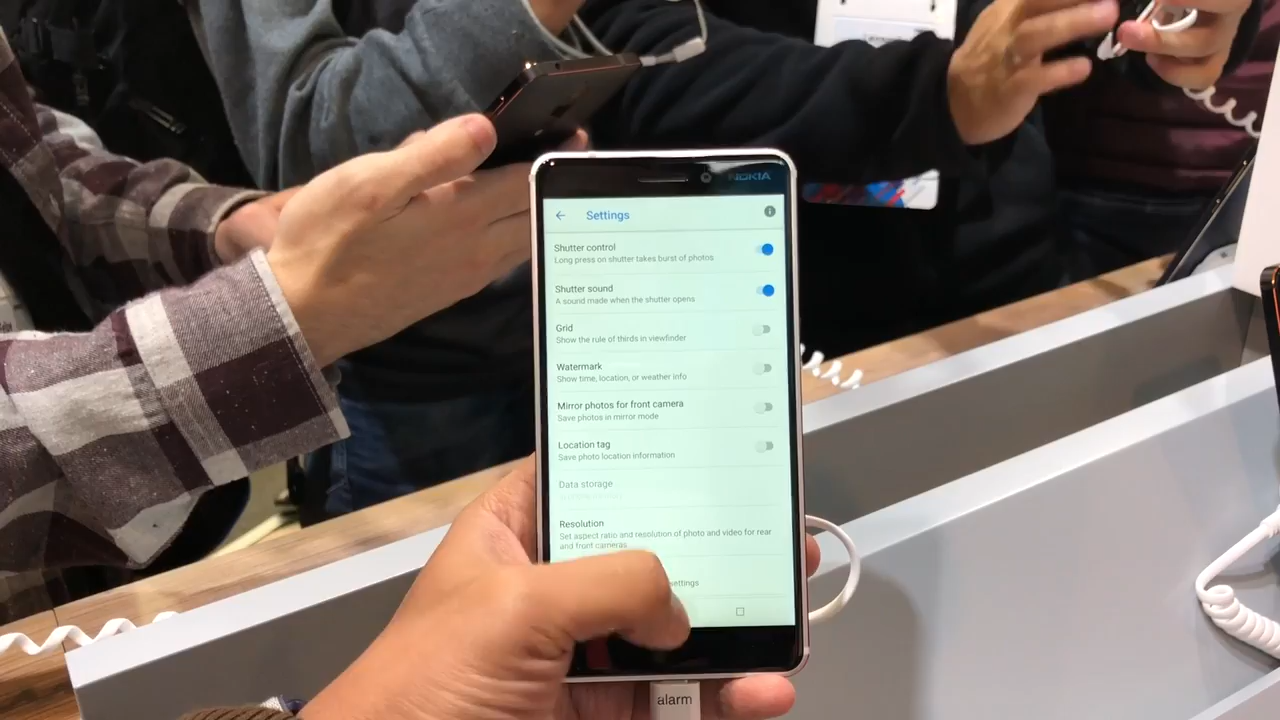 NOKIA
Settings
Shutter control
Long press on shutter takes burst of photos
Shutter sound
A sound made when the shutter opens
Grid
Show the rule of thirds in viewfinder
Watermark
Show time, location, or weather info
Mirror photos for front camera
Save photos in mirror mode
Location tag
Save photo location information
Data storage
Resolution
Set aspect ratio and resolution of photo and video for rear
and front cameras
settings
alarm